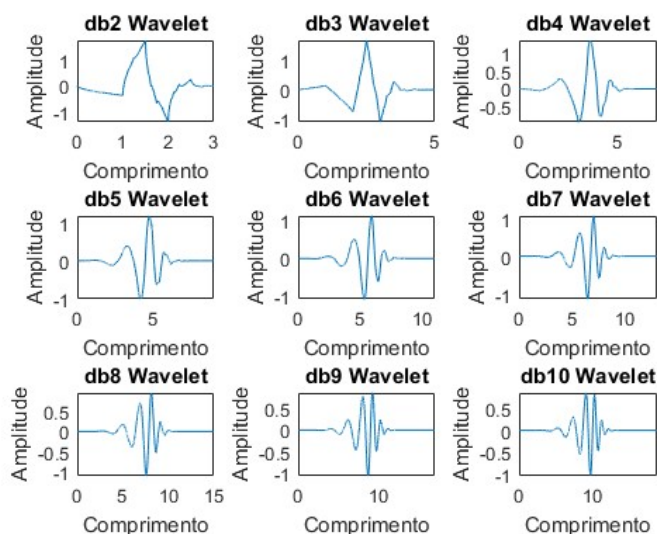 db2 Wavelet
db3 Wavelet
db4 Wavelet
Amplitude
1
0
-1
0
1
2
3
Comprimento
Amplitude
1
0
-1
0
5
Comprimento
Amplitude
1
0.5
0
-0.5
0
5
Comprimento
db5 Wavelet
db6 Wavelet
db7 Wavelet
Amplitude
1
0
-1
5
Comprimento
Amplitude
1
0
-1
0
5
10
Comprimento
Amplitude
1
0
-1
0
5
10
Comprimento
db8 Wavelet
db9 Wavelet
db10 Wavelet
Amplitude
0.5
0
-0.5
-1
0
5
10
15
Comprimento
Amplitude
0.5
0
-0.5
-1
0
10
Comprimento
Amplitude
0.5
0
-0.5
-1
0
10
Comprimento